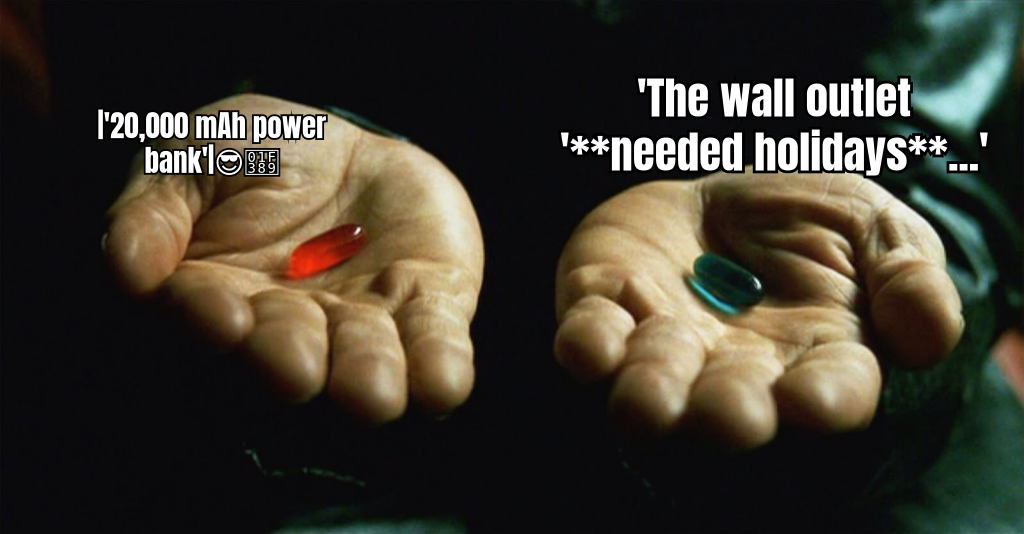 |'20,000 mAh power
bank'|😎🎉
'The wall outlet
'**needed holidays**...'